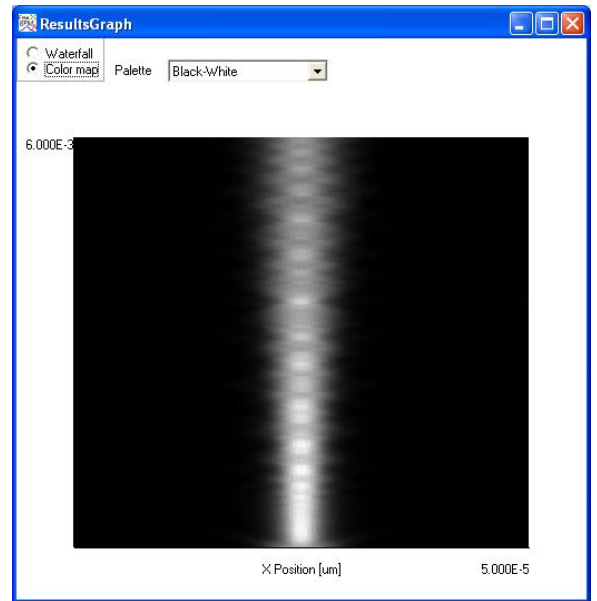 ResultsGraph
Waterfall
Color map
Palette
Black-White
6.000E-3
X Position [um]
5.000E-5